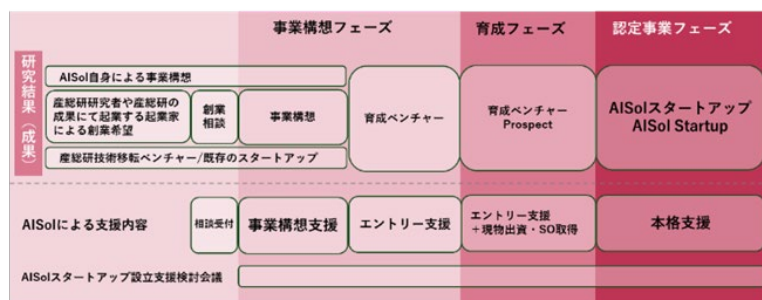 事業構想フェーズ
育成フェーズ
認定事業フェーズ
研究結果（成果）
AISol自身による事業構想
産総研研究者や産総研の
成果にて起業する起業家
による創業希望
創業
相談
事業構想
産総研技術移転ベンチャー/既存のスタートアップ
育成ベンチャー
育成ベンチャー
Prospect
AISolスタートアップ
AISol Startup
AISolによる支援内容
相談受付
事業構想支援
エントリー支援
エントリー支援
＋現物出資・SO取得
本格支援
AISolスタートアップ設立支援検討会議